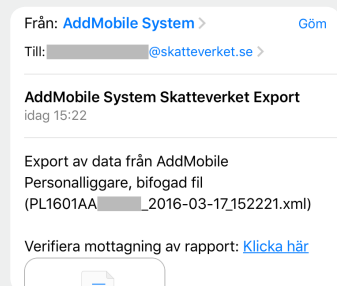 Från: AddMobile System Göm
Till: @skatteverket.se
AddMobile System Skatteverket Export
idag 15:22
Export av data från AddMobile
Personalliggare, bifogad fil
(PL1601AA _2016-03-17_152221.xml)
Verifiera mottagning av rapport: Klicka här